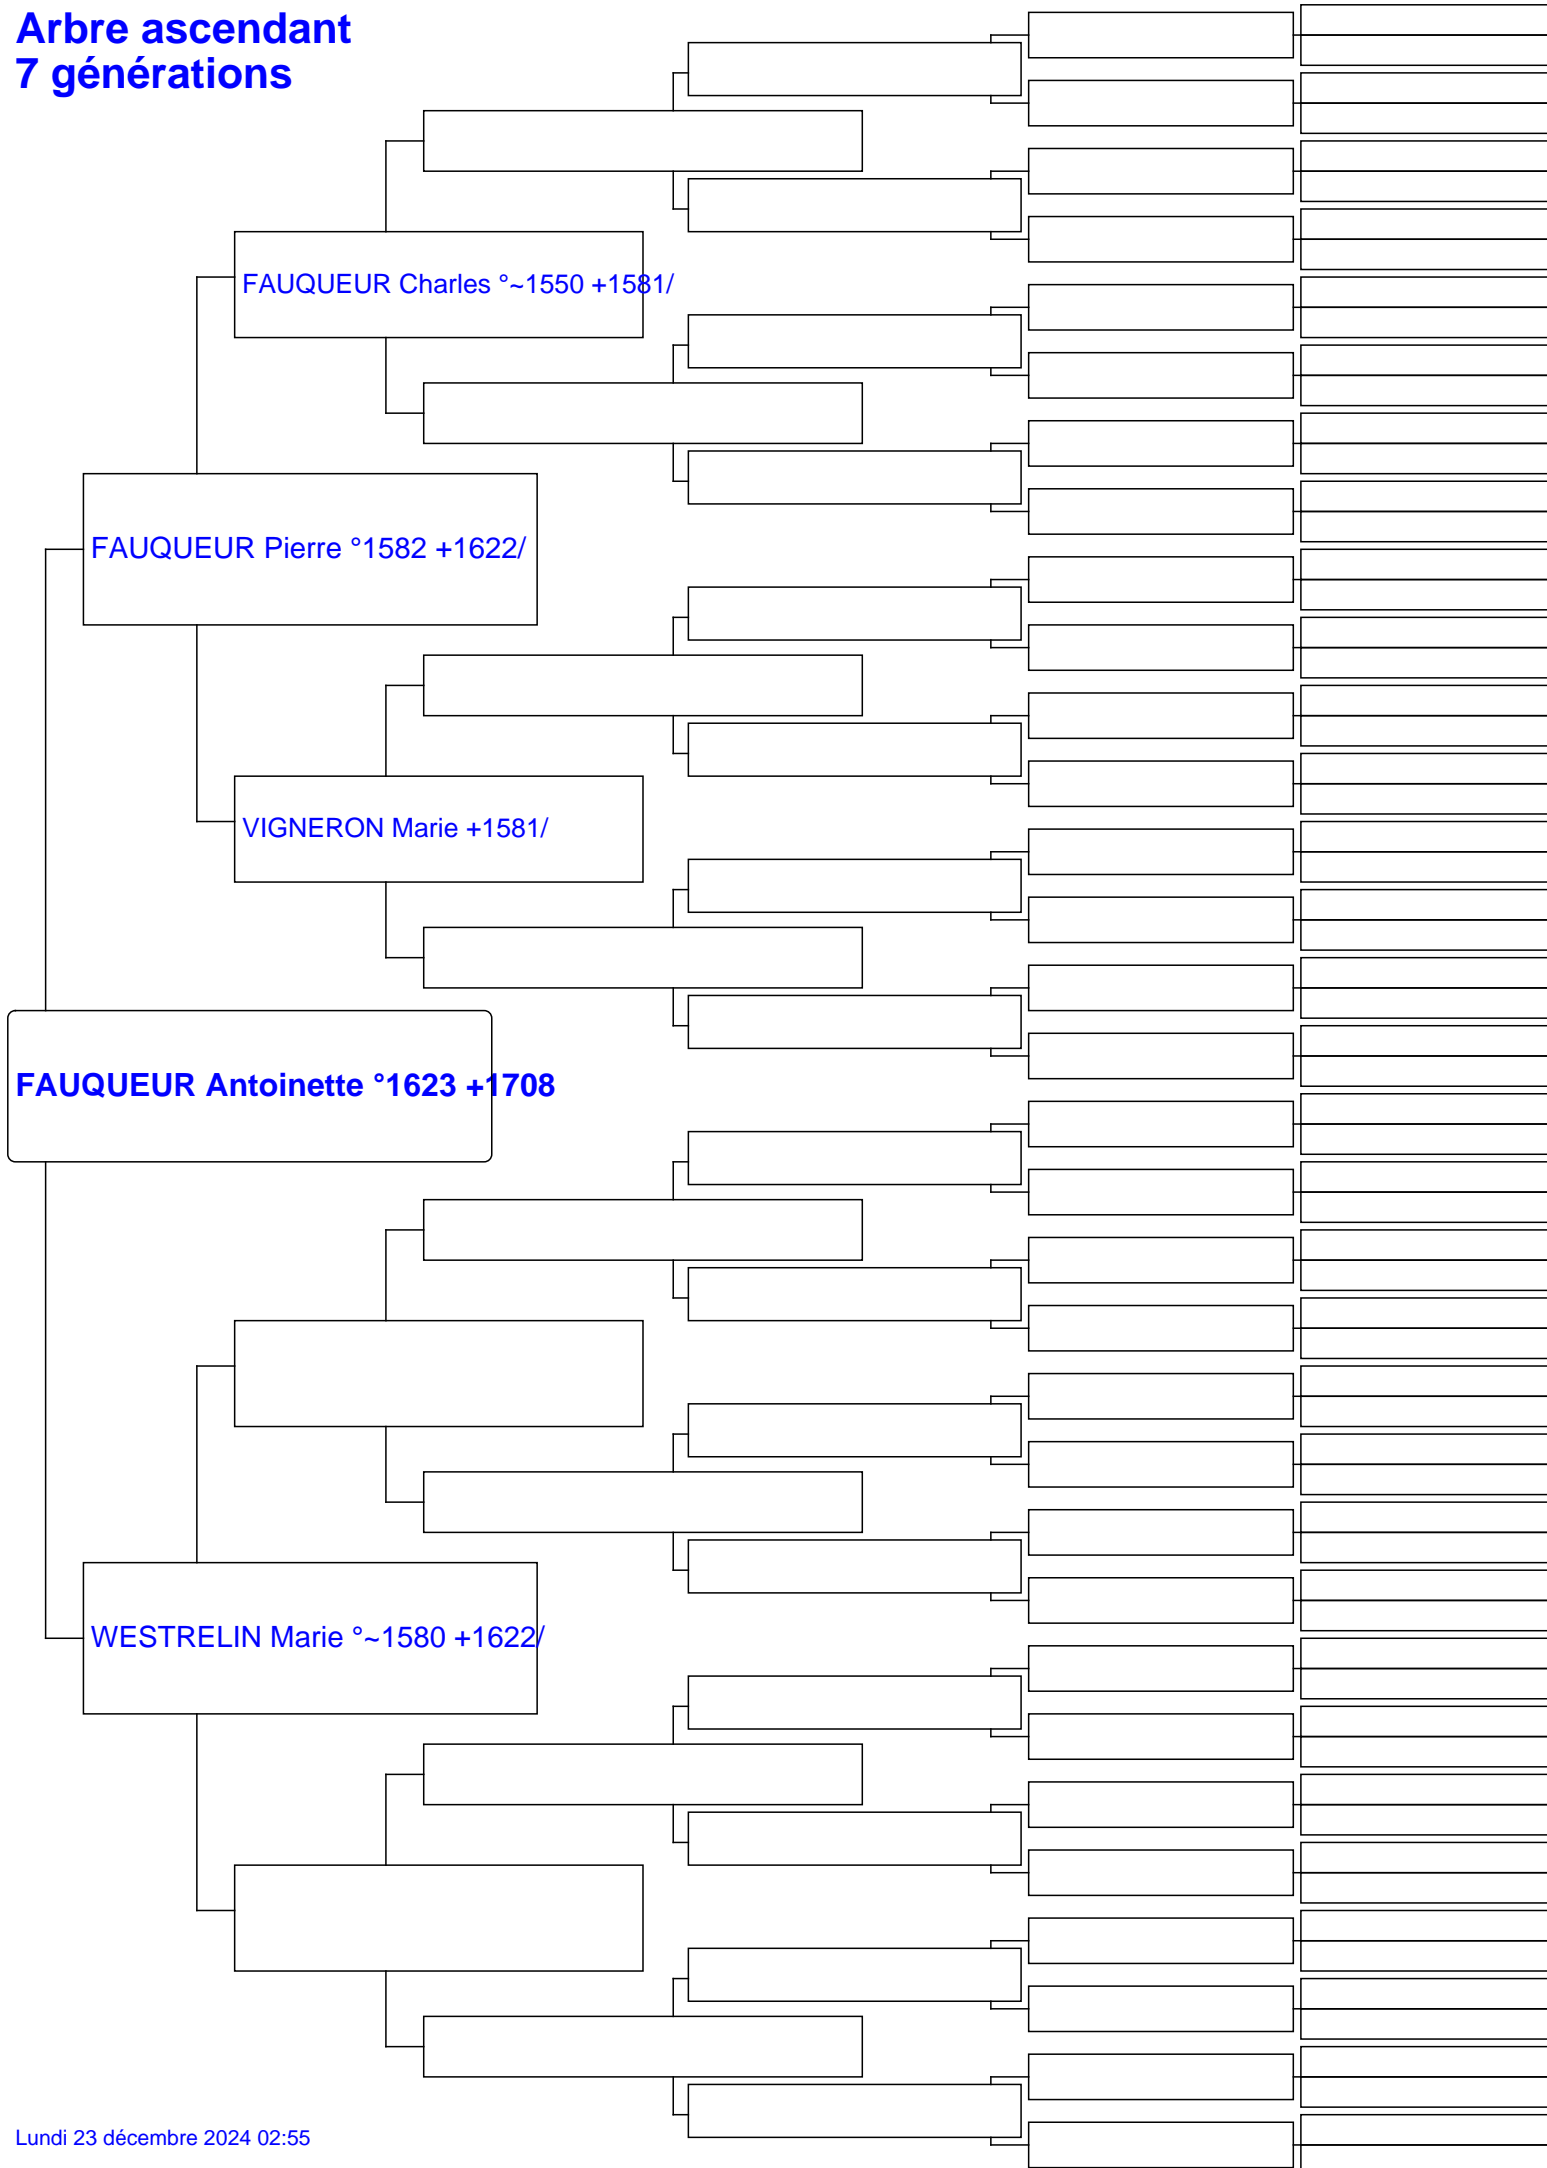 Arbre ascendant
7 générations
FAUQUEUR Charles °~1550 +1581/
FAUQUEUR Pierre °1582 +1622/
VIGNERON Marie +1581/
FAUQUEUR Antoinette °1623 +1708
WESTRELIN Marie °~1580 +1622/
Lundi 23 décembre 2024 02:55